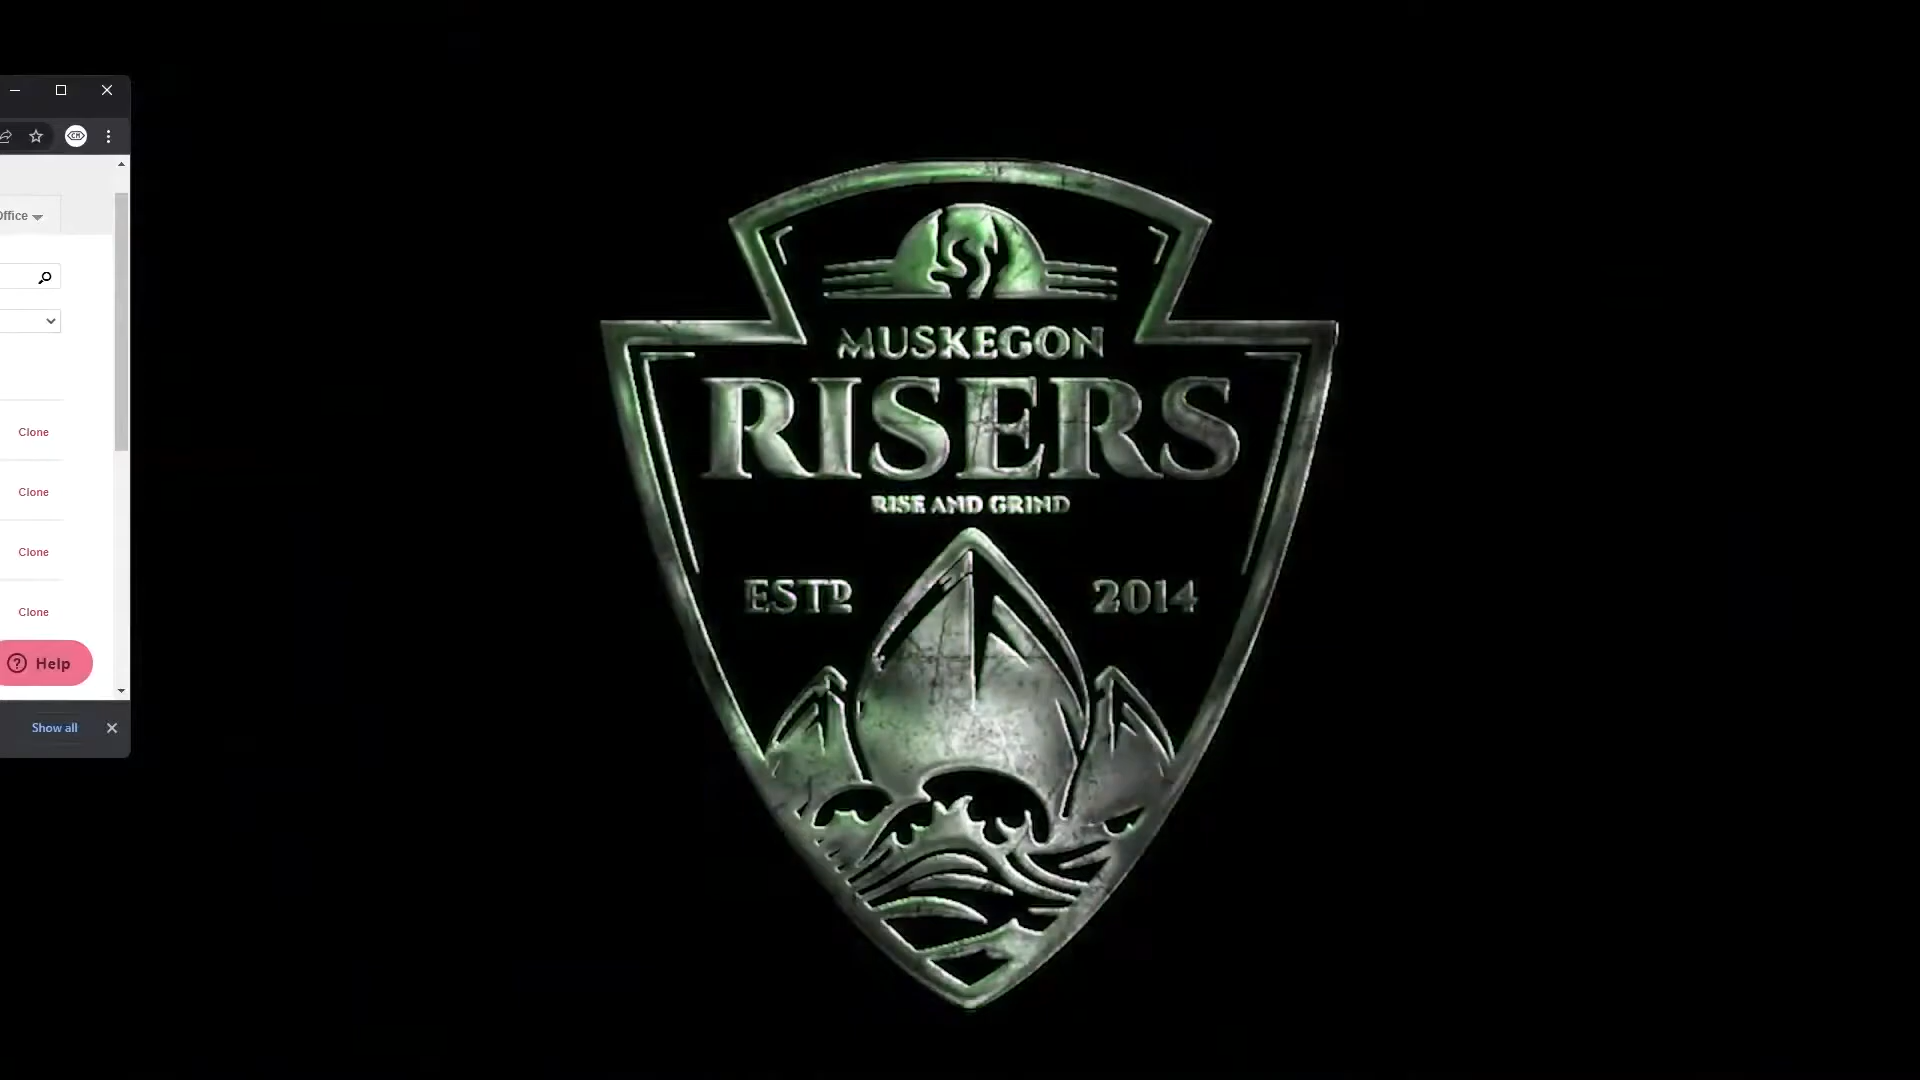 Office
Clone
Clone
Clone
Clone
Help
Show all
MUSKEGON
RISERS
RISE AND GRIND
ESTD 2014